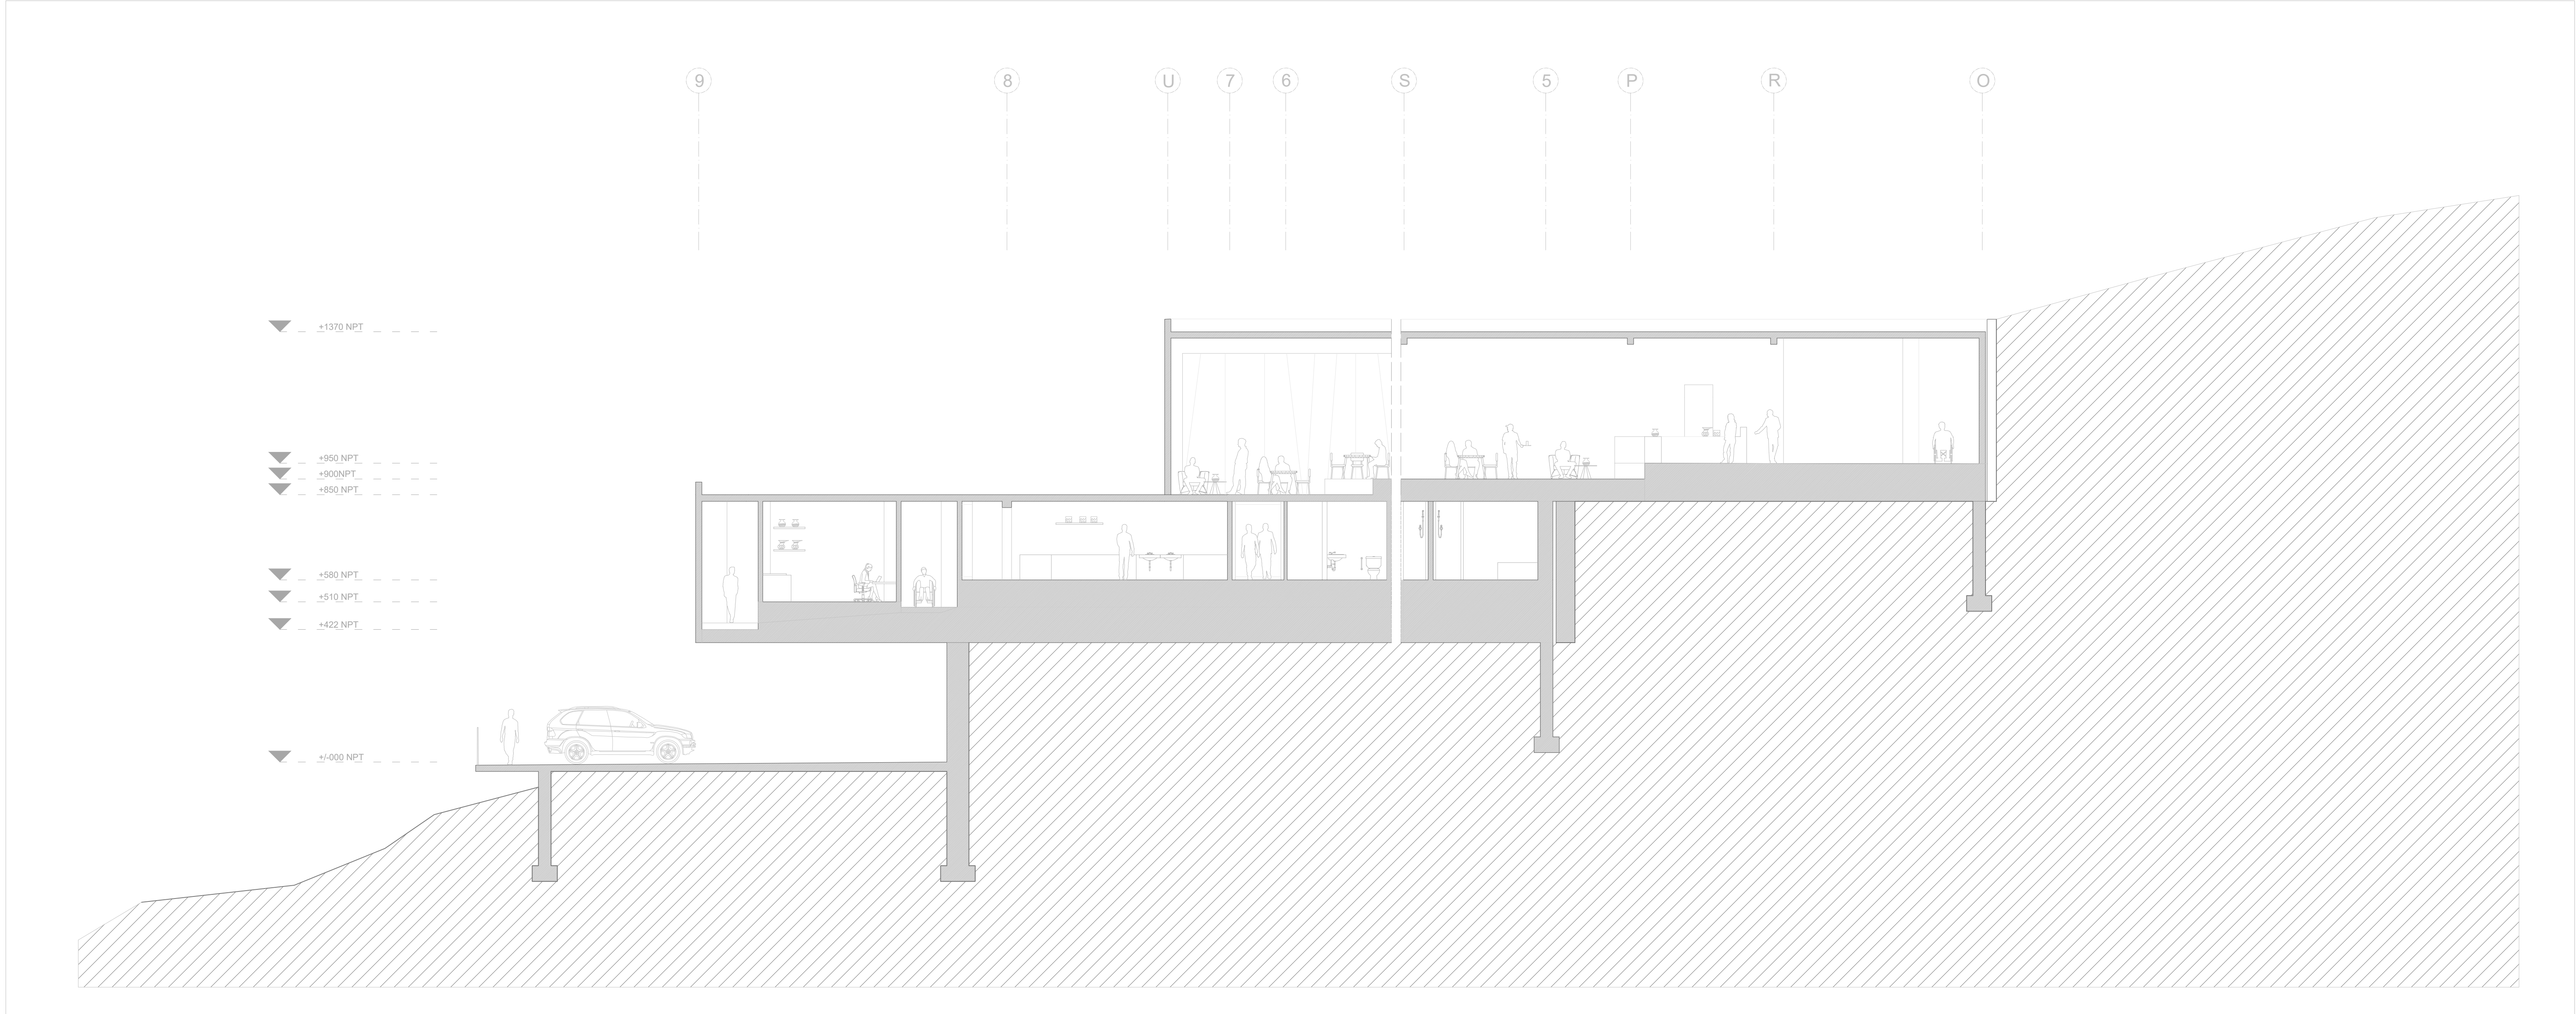 9 8 U 7 6 S 5 P R O
+1370 NPT
+950 NPT
+900NPT
+850 NPT
+580 NPT
+510 NPT
+422 NPT
+/-000 NPT